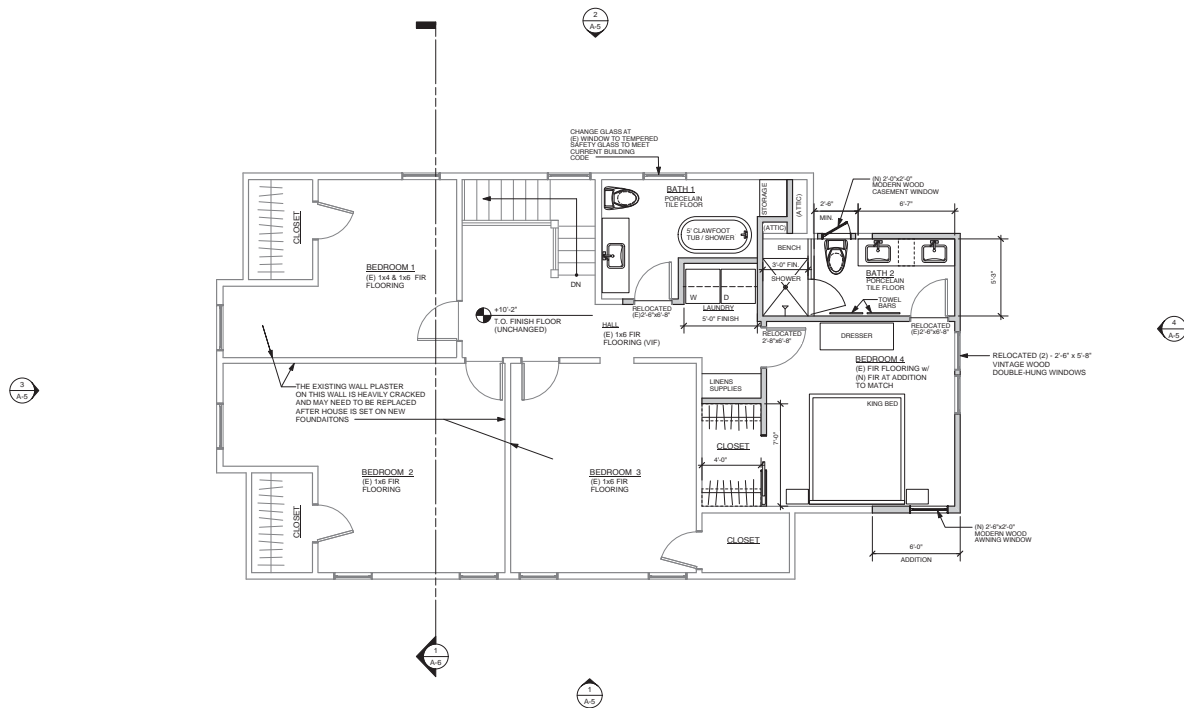 2
A-5
CHANGE GLASS AT
(E) WINDOW TO TEMPERED
SAFETY GLASS TO MEET
CURRENT BUILDING
CODE
(N) 2'-0"x2'-0"
MODERN WOOD
CASEMENT WINDOW
CLOSET
BATH 1
PORCELAIN
TILE FLOOR
STORAGE
(ATTIC)
2'-6"
MIN.
6'-7"
5' CLAWFOOT
TUB / SHOWER
(ATTIC)
BENCH
3'-0" FIN.
SHOWER
BATH 2
PORCELAIN
TILE FLOOR
5'-3"
TOWEL
BARS
BEDROOM 1
(E) 1x4 & 1x6 FIR
FLOORING
DN
W
D
LAUNDRY
5'-0" FINISH
RELOCATED
(E)2'-6"x6'-8"
+10'-2"
T.O. FINISH FLOOR
(UNCHANGED)
HALL
(E) 1x6 FIR
FLOORING (VIF)
RELOCATED
2'-8"x6'-8"
DRESSER
RELOCATED
(E)2'-6"x6'-8"
4
A-5
BEDROOM 4
(E) FIR FLOORING w/
(N) FIR AT ADDITION
TO MATCH
RELOCATED (2) - 2'-6" x 5'-8"
VINTAGE WOOD
DOUBLE-HUNG WINDOWS
3
A-5
THE EXISTING WALL PLASTER
ON THIS WALL IS HEAVILY CRACKED
AND MAY NEED TO BE REPLACED
AFTER HOUSE IS SET ON NEW
FOUNDAITONS
LINENS
SUPPLIES
KING BED
CLOSET
7'-0"
4'-0"
BEDROOM 2
(E) 1x6 FIR
FLOORING
BEDROOM 3
(E) 1x6 FIR
FLOORING
CLOSET
CLOSET
(N) 2'-6"x2'-0"
MODERN WOOD
AWNING WINDOW
6'-0"
ADDITION
1
A-6
1
A-5